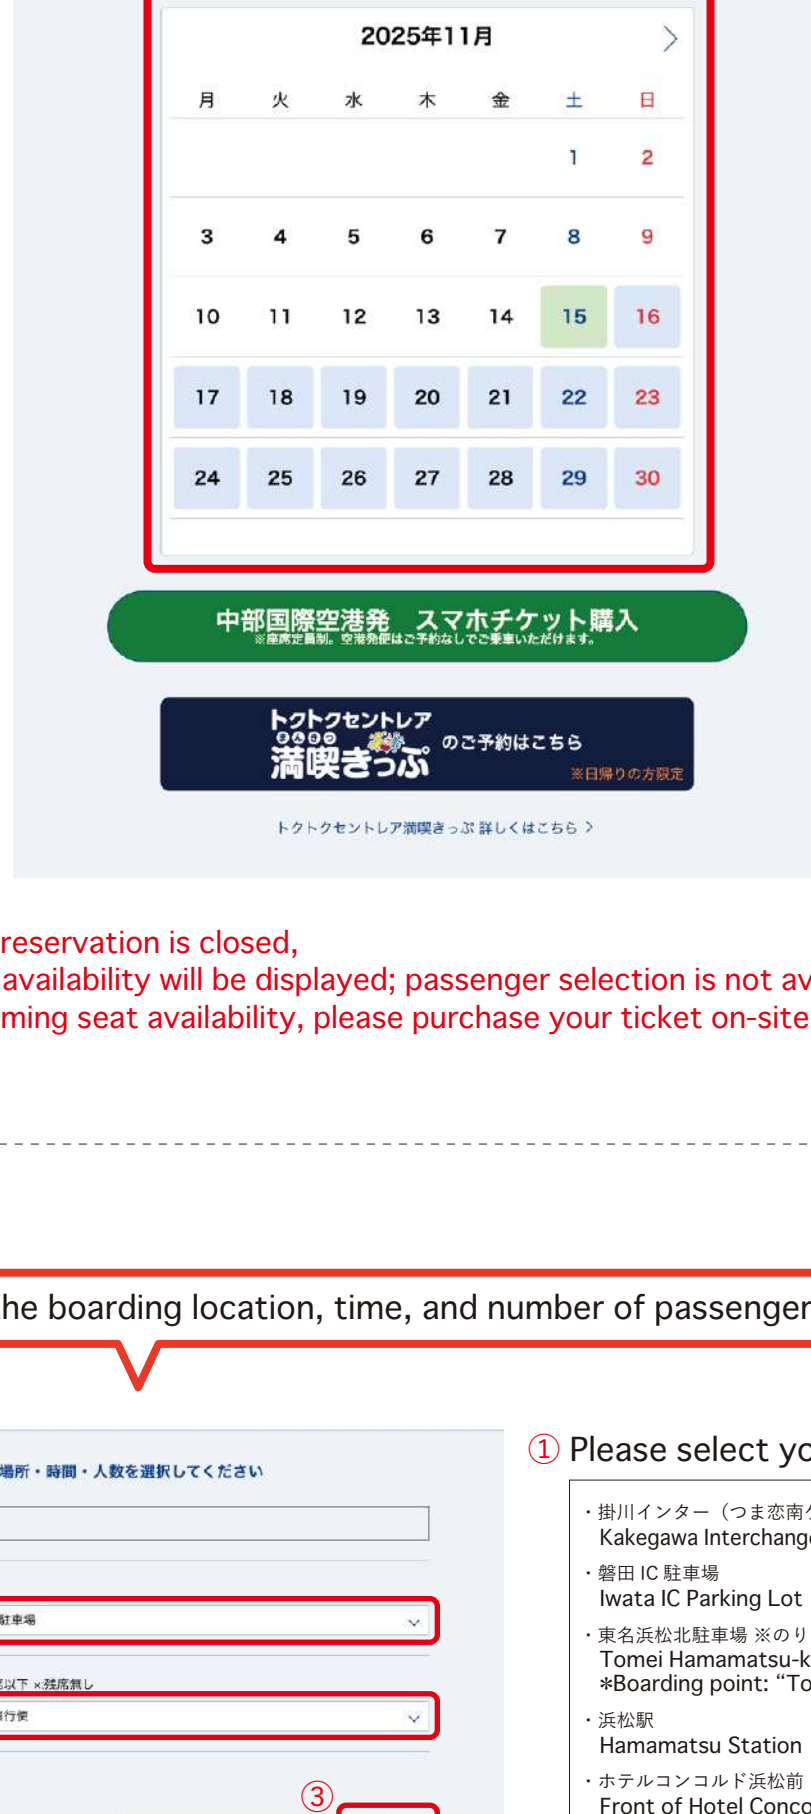 2025年11月
月 火 水 木 金 土 日
1 2
3 4 5 6 7 8 9
10 11 12 13 14 15 16
17 18 19 20 21 22 23
24 25 26 27 28 29 30
中部国際空港発 スマホチケット購入
※座席定員制。空港発便はご予約なしでご乗車いただけます。
トクトクセントレア
まんきつ
満喫きっぷ のご予約はこちら
※日帰りの方限定
トクトクセントレア満喫きっぷ 詳しくはこちら >
reservation is closed,
availability will be displayed; passenger selection is not av
ming seat availability, please purchase your ticket on-site
he boarding location, time, and number of passenger
場所・時間・人数を選択してください
駐車場
以下 ×:残席無し
行便
③
① Please select yo
・掛川インター（つま恋南ゲ
Kakegawa Interchange
・磐田 IC 駐車場
Iwata IC Parking Lot
・東名浜松北駐車場 ※のり
Tomei Hamamatsu-k
*Boarding point: “To
・浜松駅
Hamamatsu Station
・ホテルコンコルド浜松前
Front of Hotel Conco